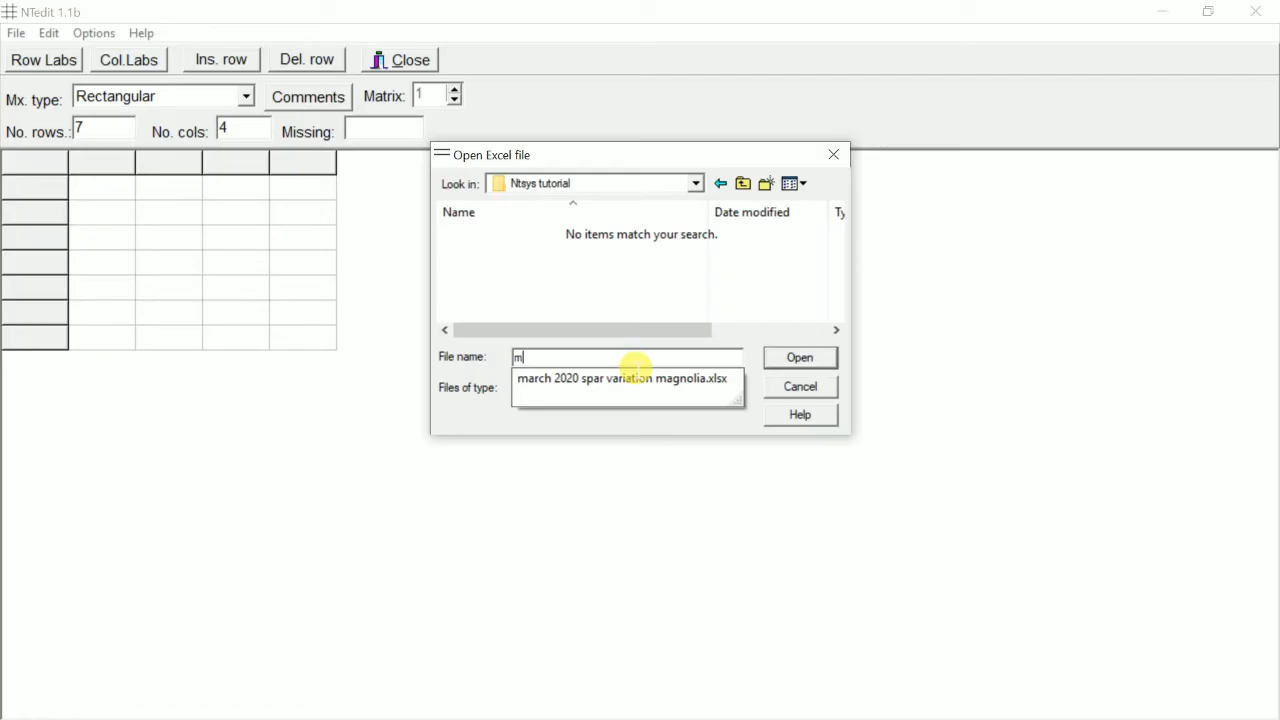 NTedit 1.1b
File Edit Options Help
Row Labs Col.Labs Ins. row Del. row Close
Mx. type: Rectangular Comments Matrix: 1
No. rows.: 7 No. cols: 4 Missing:
Open Excel file
Look in: Ntsys tutorial
Name Date modified Ty
No items match your search.
File name: m Open
march 2020 spar variation magnolia.xlsx
Files of type: Cancel
Help